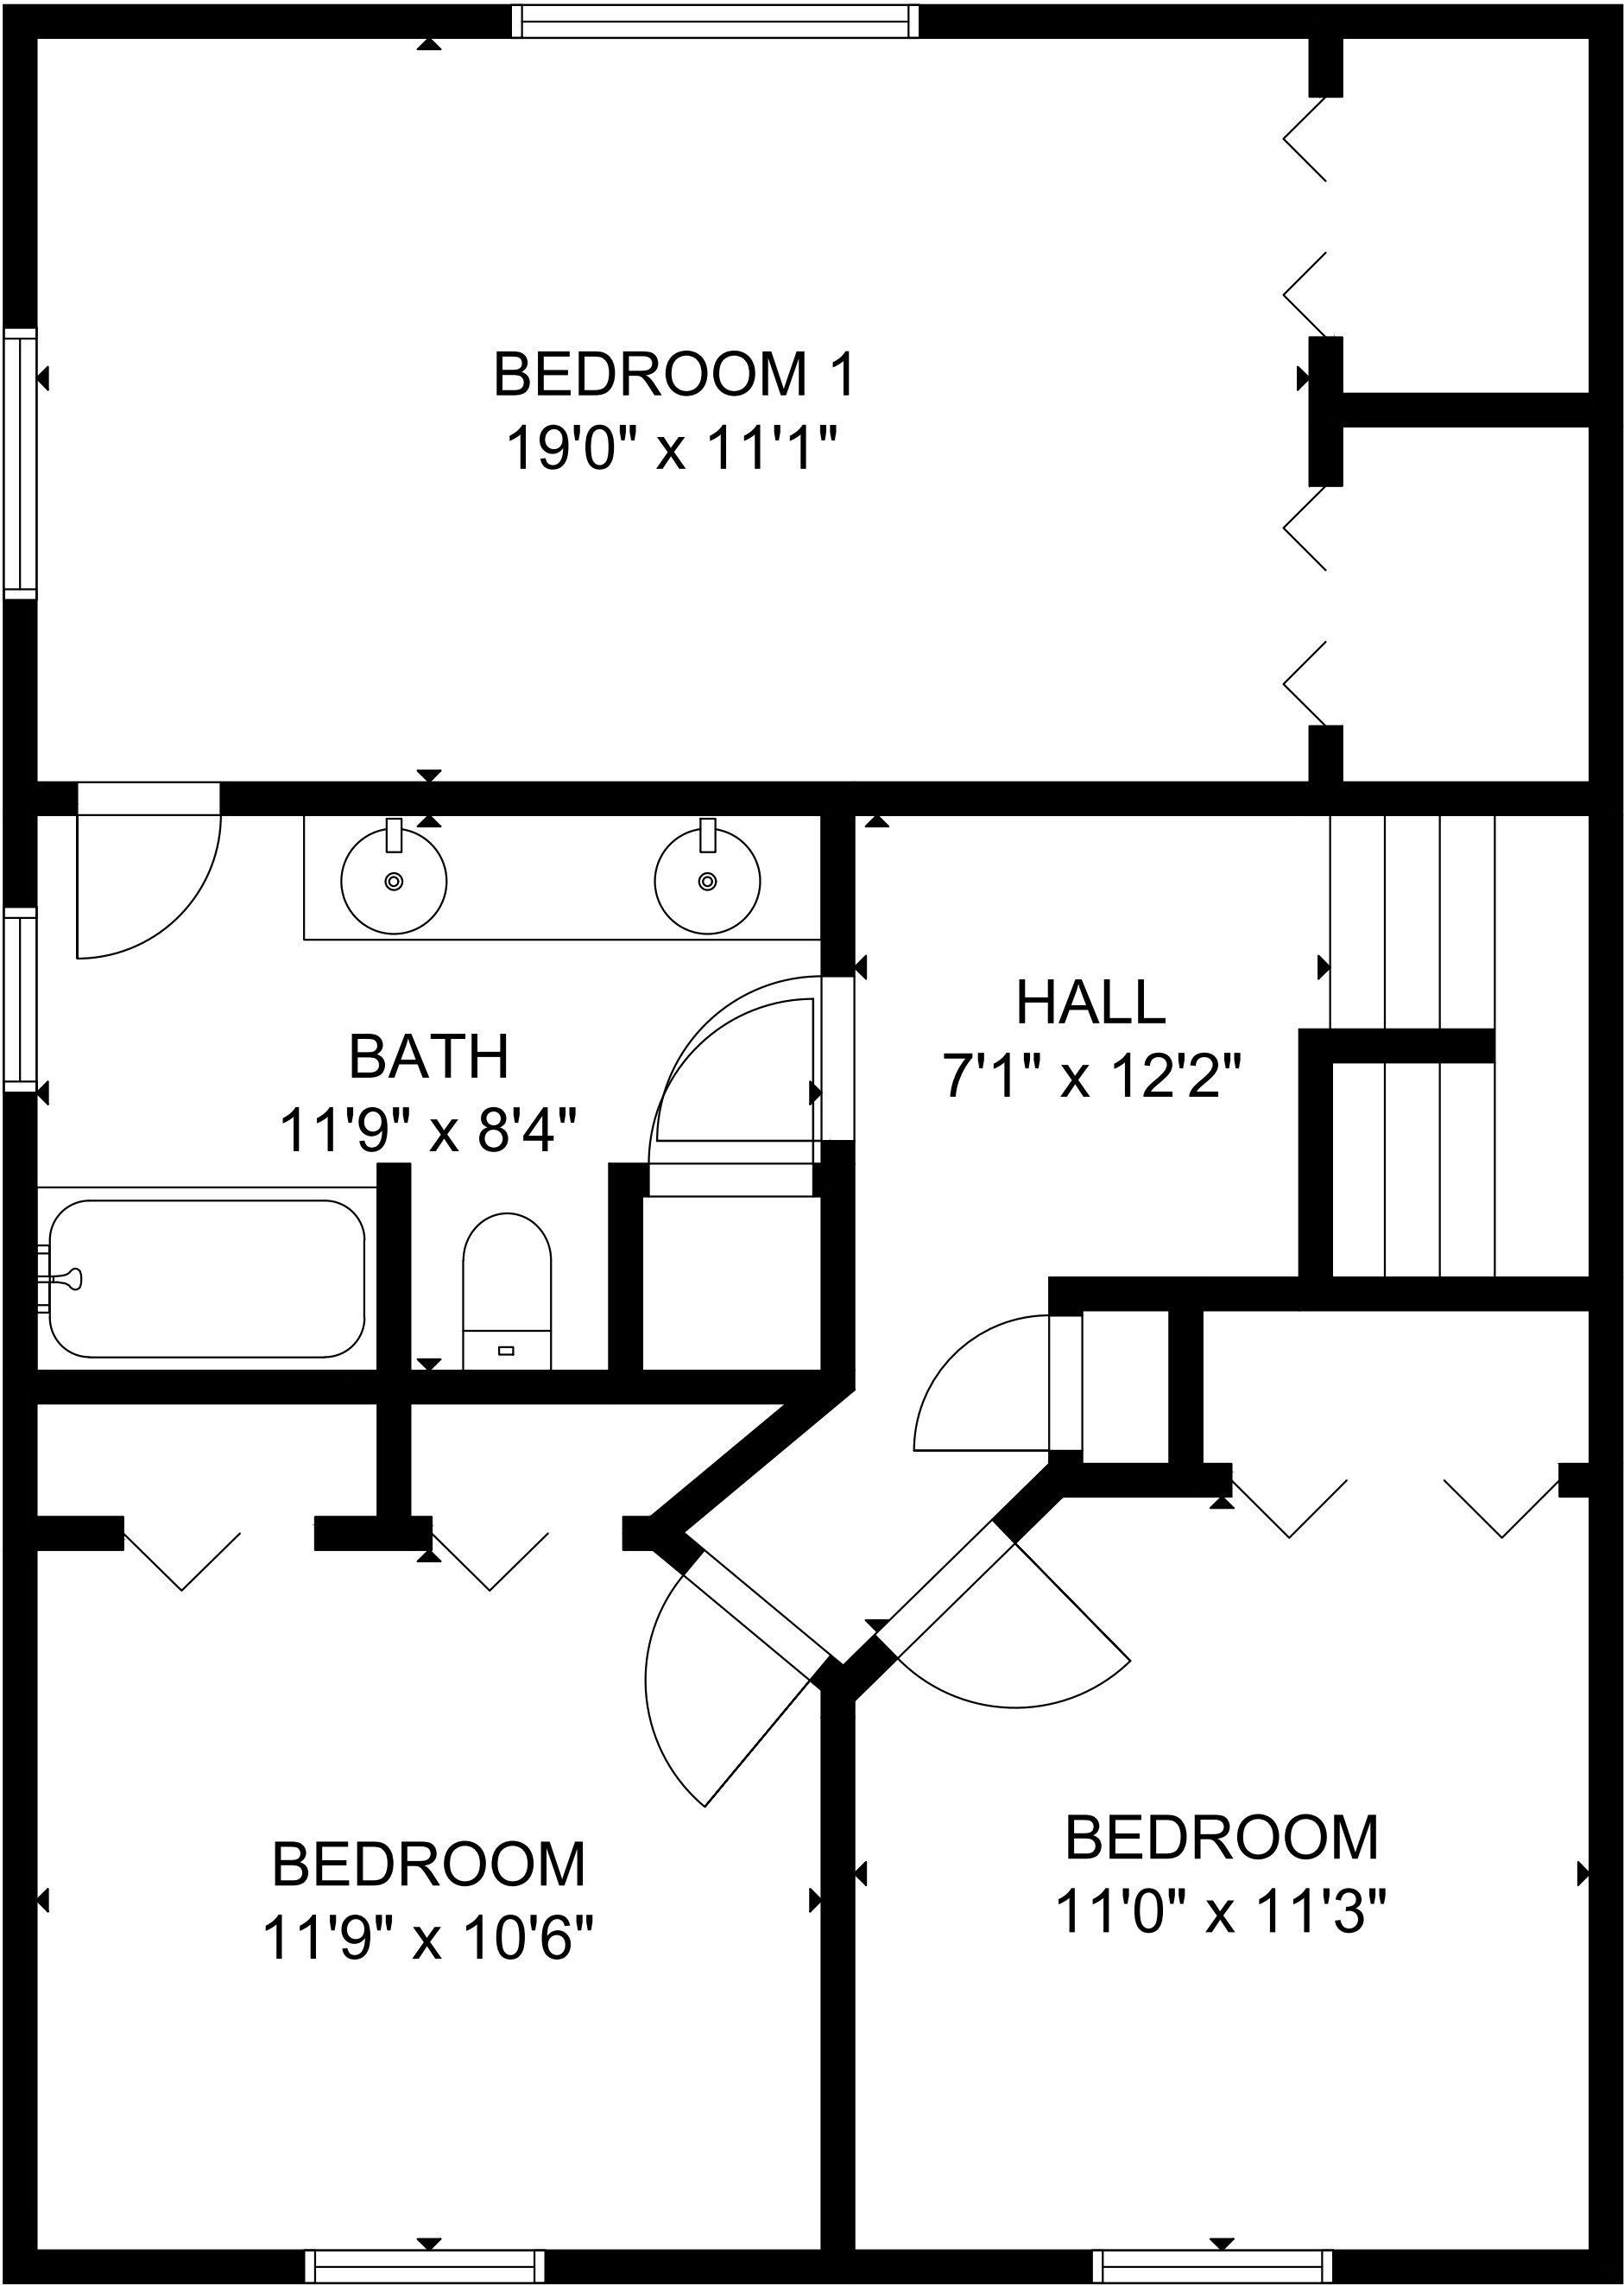 BEDROOM 1
19'0" x 11'1"
BATH
11'9" x 8'4"
HALL
7'1" x 12'2"
BEDROOM
11'9" x 10'6"
BEDROOM
11'0" x 11'3"